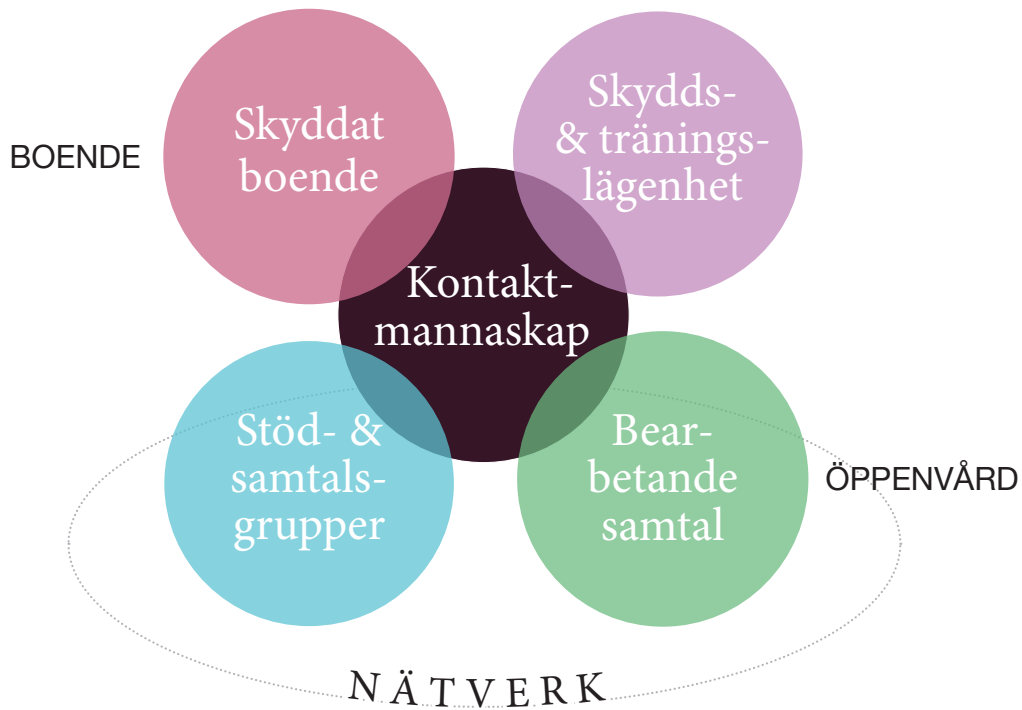 BOENDE
Skyddat
boende
Skydds-
& tränings-
lägenhet
Kontakt-
mannaskap
Stöd- &
samtals-
grupper
Bear-
betande
samtal
ÖPPENVÅRD
NÄTVERK